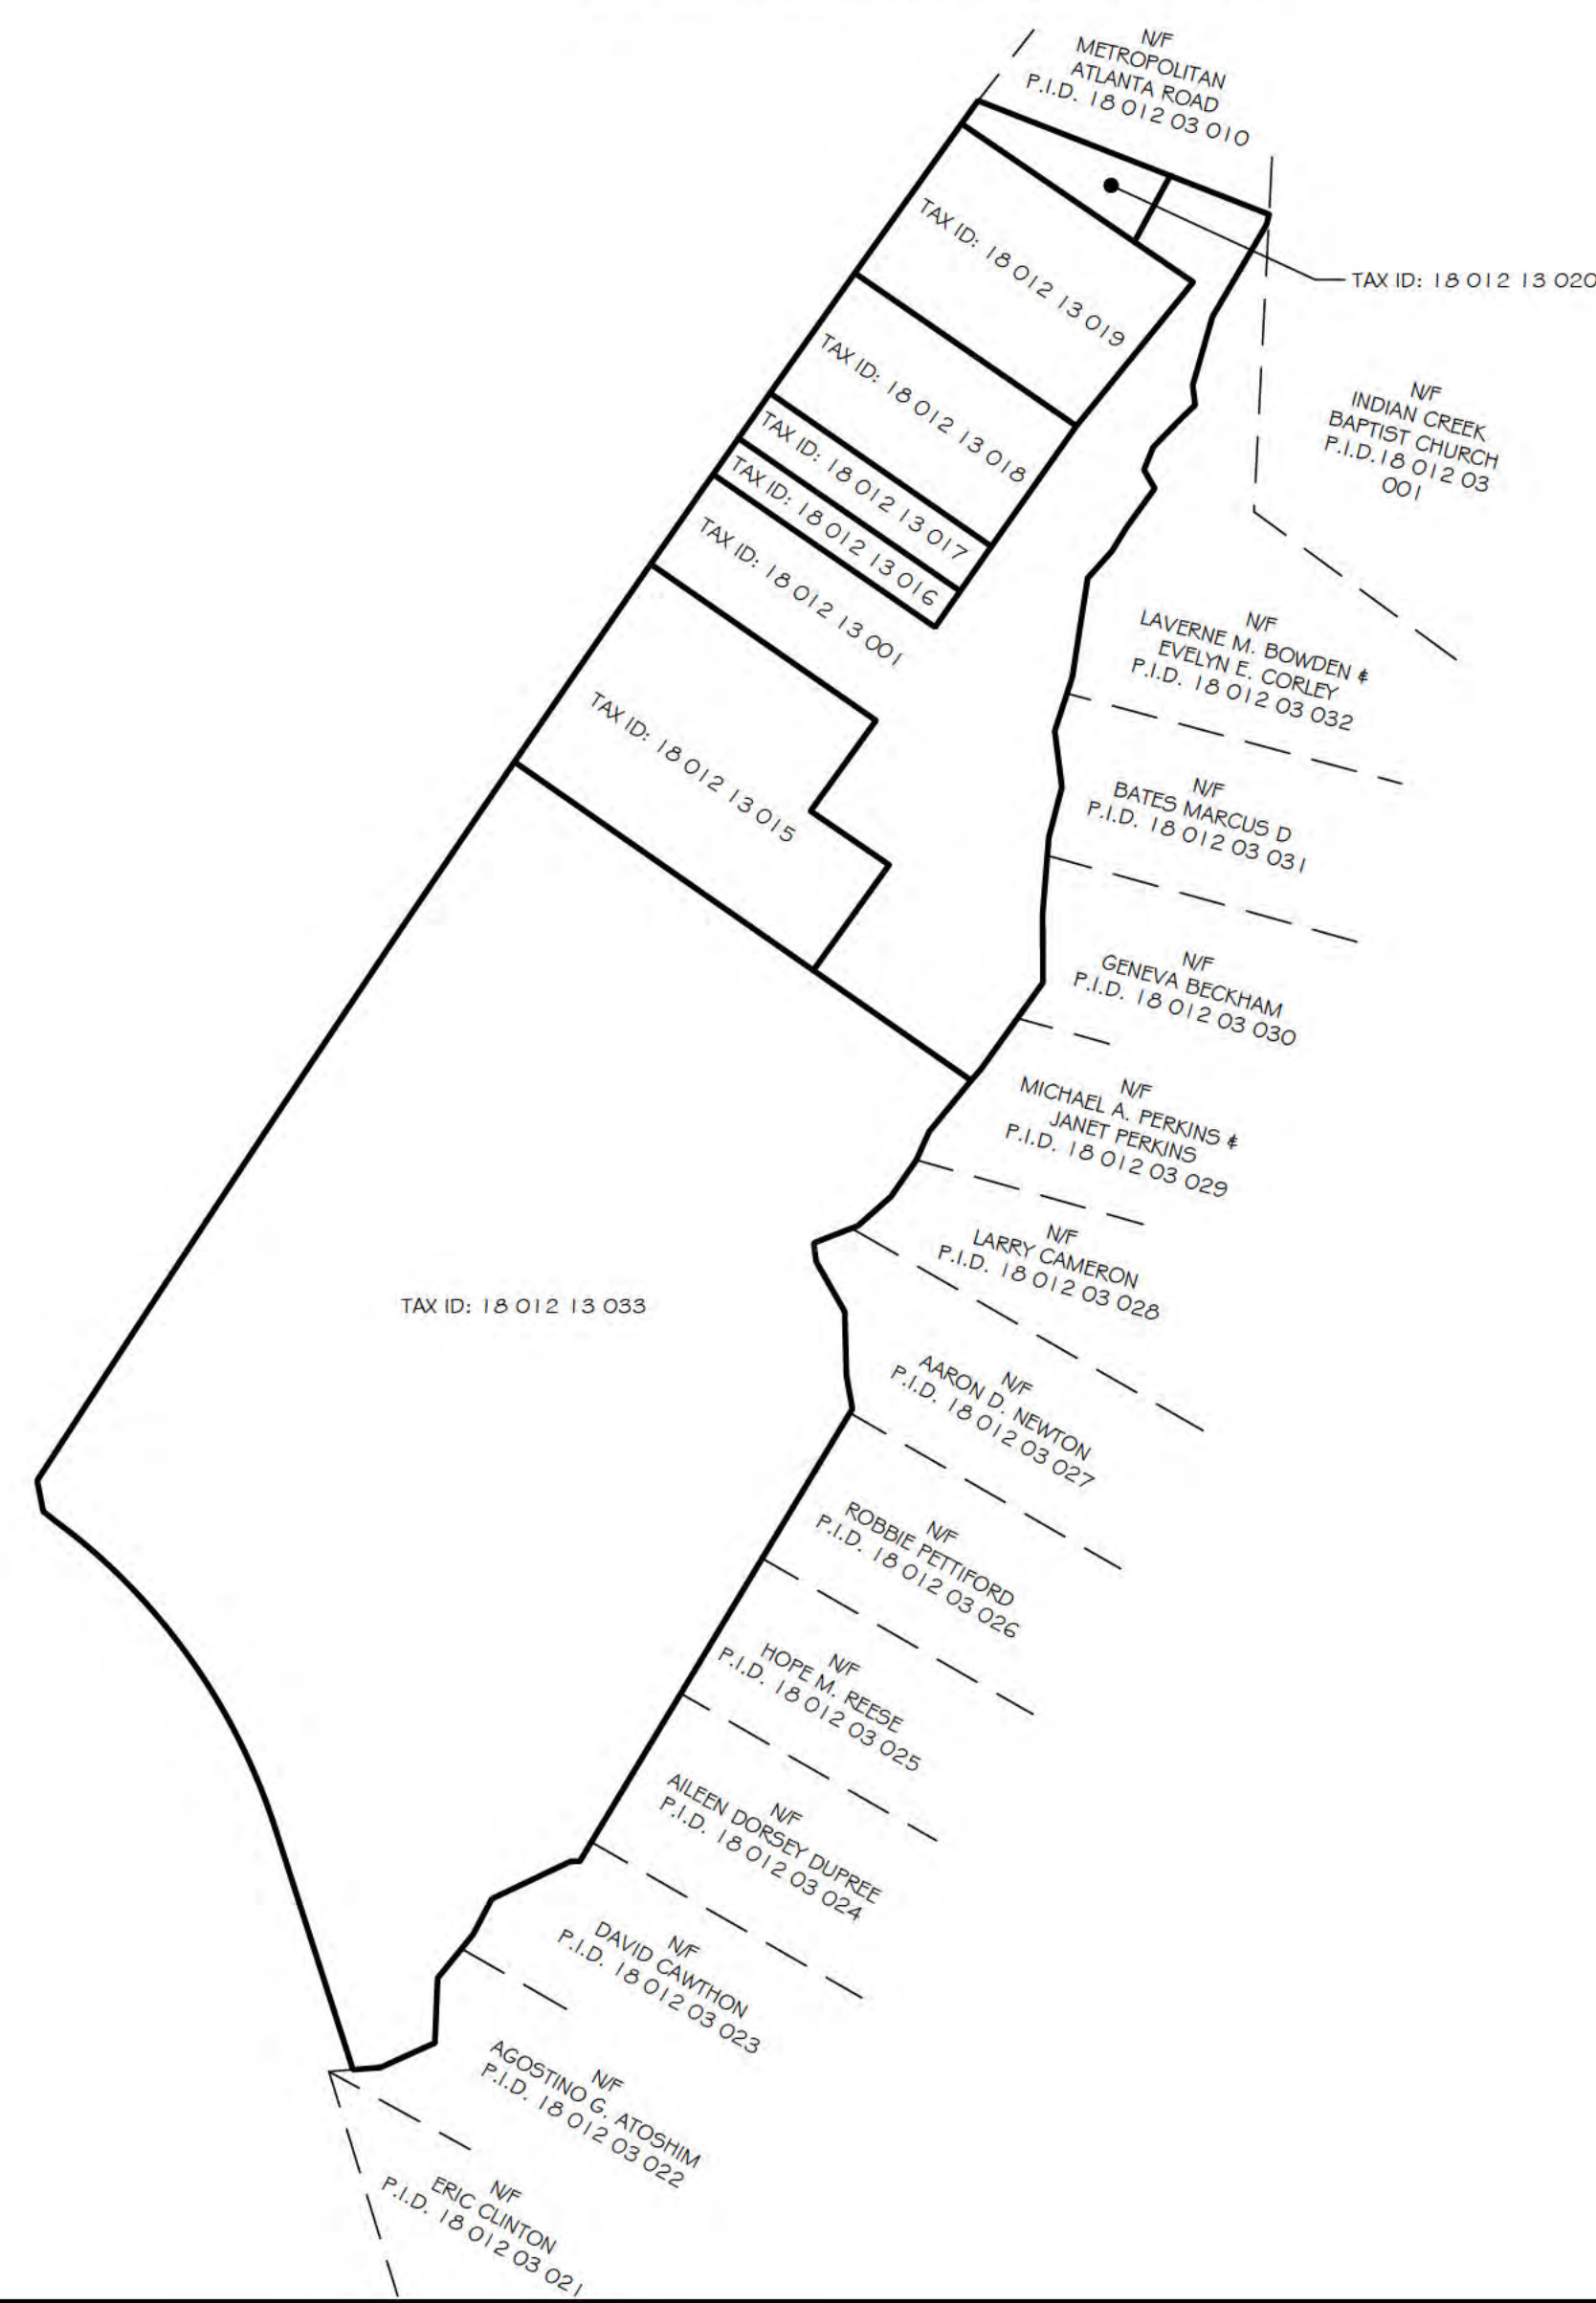 N/F
METROPOLITAN
ATLANTA ROAD
P.I.D. 18 012 03 010
TAX ID: 18 012 13 019
TAX ID: 18 012 13 020
TAX ID: 18 012 13 018
N/F
INDIAN CREEK
BAPTIST CHURCH
P.I.D.18 012 03
001
TAX ID: 18 012 13 017
TAX ID: 18 012 13 016
TAX ID: 18 012 13 001
N/F
LAVERNE M. BOWDEN &
EVELYN E. CORLEY
P.I.D. 18 012 03 032
TAX ID: 18 012 13 015
N/F
BATES MARCUS D
P.I.D. 18 012 03 031
N/F
GENEVA BECKHAM
P.I.D. 18 012 03 030
N/F
MICHAEL A. PERKINS &
JANET PERKINS
P.I.D. 18 012 03 029
N/F
LARRY CAMERON
P.I.D. 18 012 03 028
TAX ID: 18 012 13 033
N/F
AARON D. NEWTON
P.I.D. 18 012 03 027
N/F
ROBBIE PETTIFORD
P.I.D. 18 012 03 026
N/F
HOPE M. REESE
P.I.D. 18 012 03 025
N/F
AILEEN DORSEY DUPREE
P.I.D. 18 012 03 024
N/F
DAVID CAWTHON
P.I.D. 18 012 03 023
N/F
AGOSTINO G. ATOSHIM
P.I.D. 18 012 03 022
N/F
ERIC CLINTON
P.I.D. 18 012 03 021